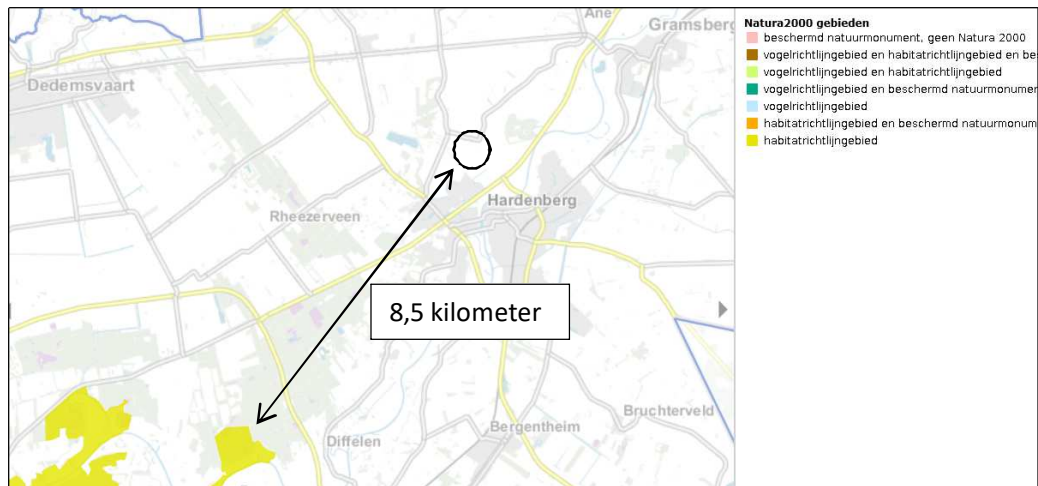 Ane
Gramsberg
Dedemsvaart
Hardenberg
Rheezerveen
8,5 kilometer
Bruchterveld
Bergentheim
Diffelen
Natura2000 gebieden
beschermd natuurmonument, geen Natura 2000
vogelrichtlijngebied en habitatrichtlijngebied en bes
vogelrichtlijngebied en habitatrichtlijngebied
vogelrichtlijngebied en beschermd natuurmonumen
vogelrichtlijngebied
habitatrichtlijngebied en beschermd natuurmonum
habitatrichtlijngebied